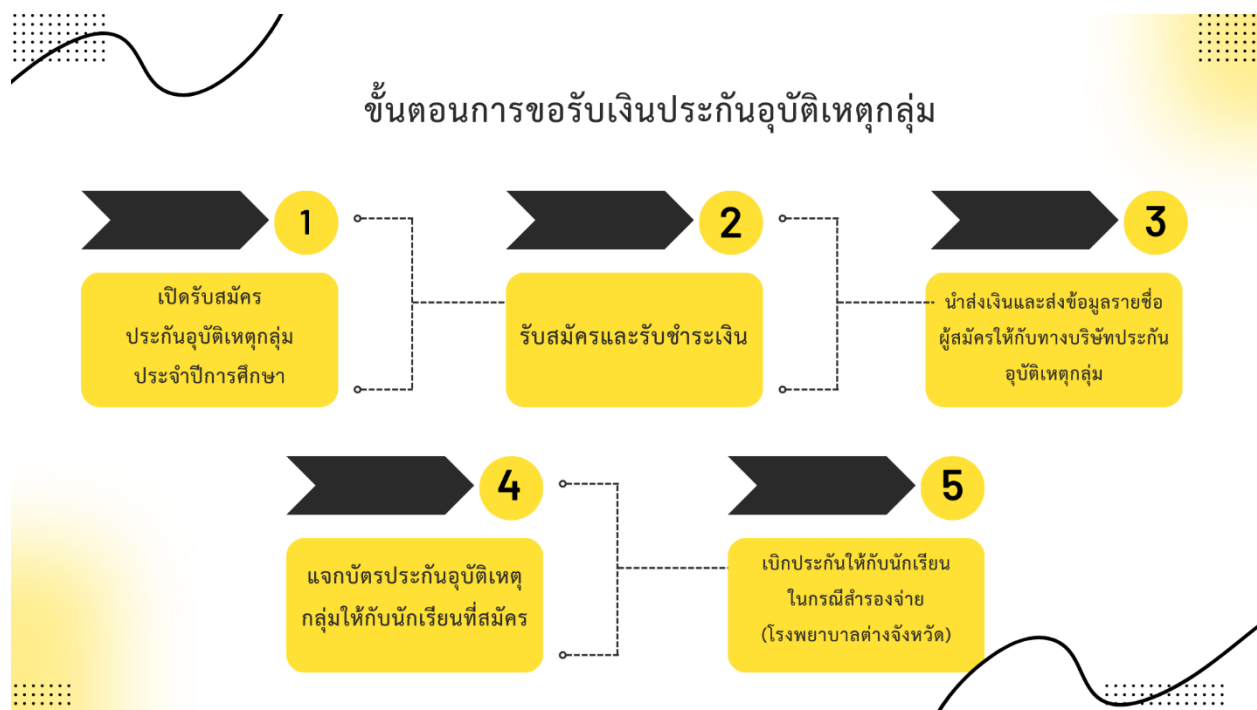 ขั้นตอนการขอรับเงินประกันอุบัติเหตุกลุ่ม
1
เปิดรับสมัคร
ประกันอุบัติเหตุกลุ่ม
ประจำปีการศึกษา
2
รับสมัครและรับชำระเงิน
3
นำส่งเงินและส่งข้อมูลรายชื่อ
ผู้สมัครให้กับทางบริษัทประกัน
อุบัติเหตุกลุ่ม
4
แจกบัตรประกันอุบัติเหตุ
กลุ่มให้กับนักเรียนที่สมัคร
5
เบิกประกันให้กับนักเรียน
ในกรณีสำรองจ่าย
(โรงพยาบาลต่างจังหวัด)